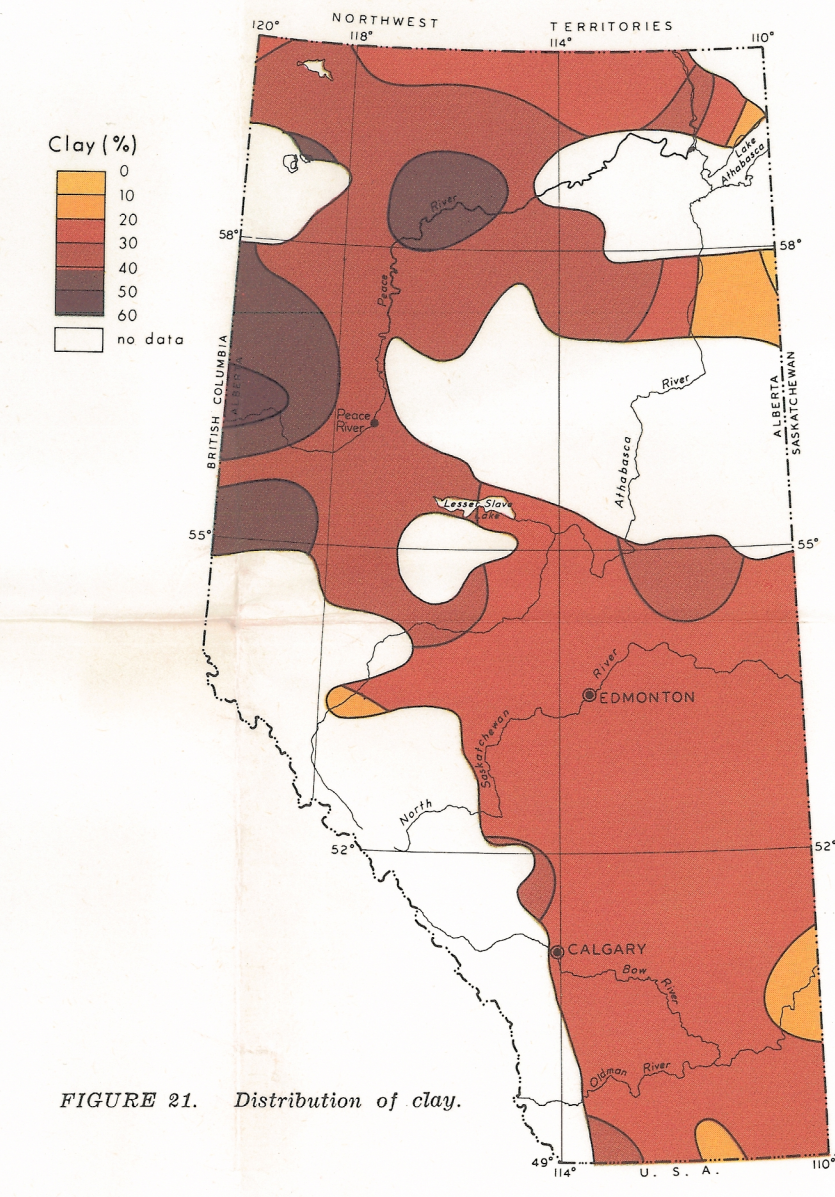 NORTHWEST TERRITORIES
120° 118° 114° 110°
Clay (%)
0
10
20
30
40
50
60
no data
Lake
Athabasca
River
58° 58°
Peace
BRITISH COLUMBIA
ALBERTA
ALBERTA
SASKATCHEWAN
River
Peace
River
Athabasca
Lesser Slave
Lake
55° 55°
River
EDMONTON
Saskatchewan
North
52° 52°
CALGARY
Bow
River
Oldman River
FIGURE 21. Distribution of clay.
49° 114° U. S. A. 110°